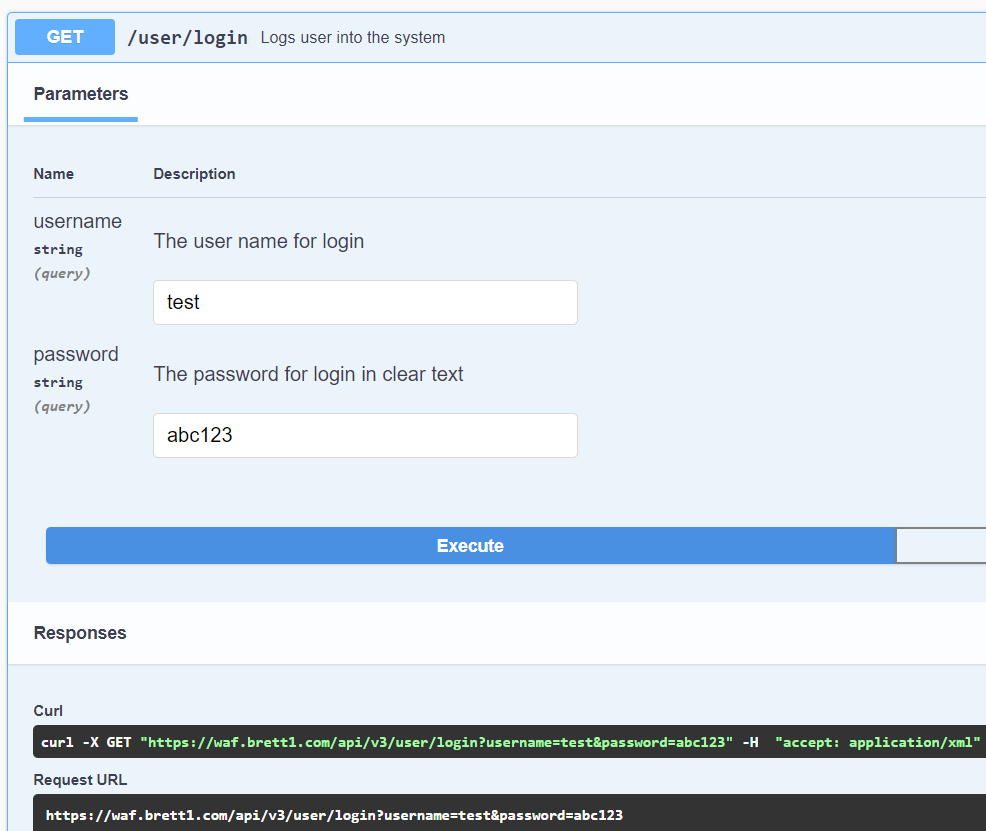 GET /user/login Logs user into the system
Parameters
Name Description
username
string
(query)
The user name for login
test
password
string
(query)
The password for login in clear text
abc123
Execute
Responses
Curl
curl -X GET "https://waf.brett1.com/api/v3/user/login?username=test&password=abc123" -H  "accept: application/xml"
Request URL
https://waf.brett1.com/api/v3/user/login?username=test&password=abc123